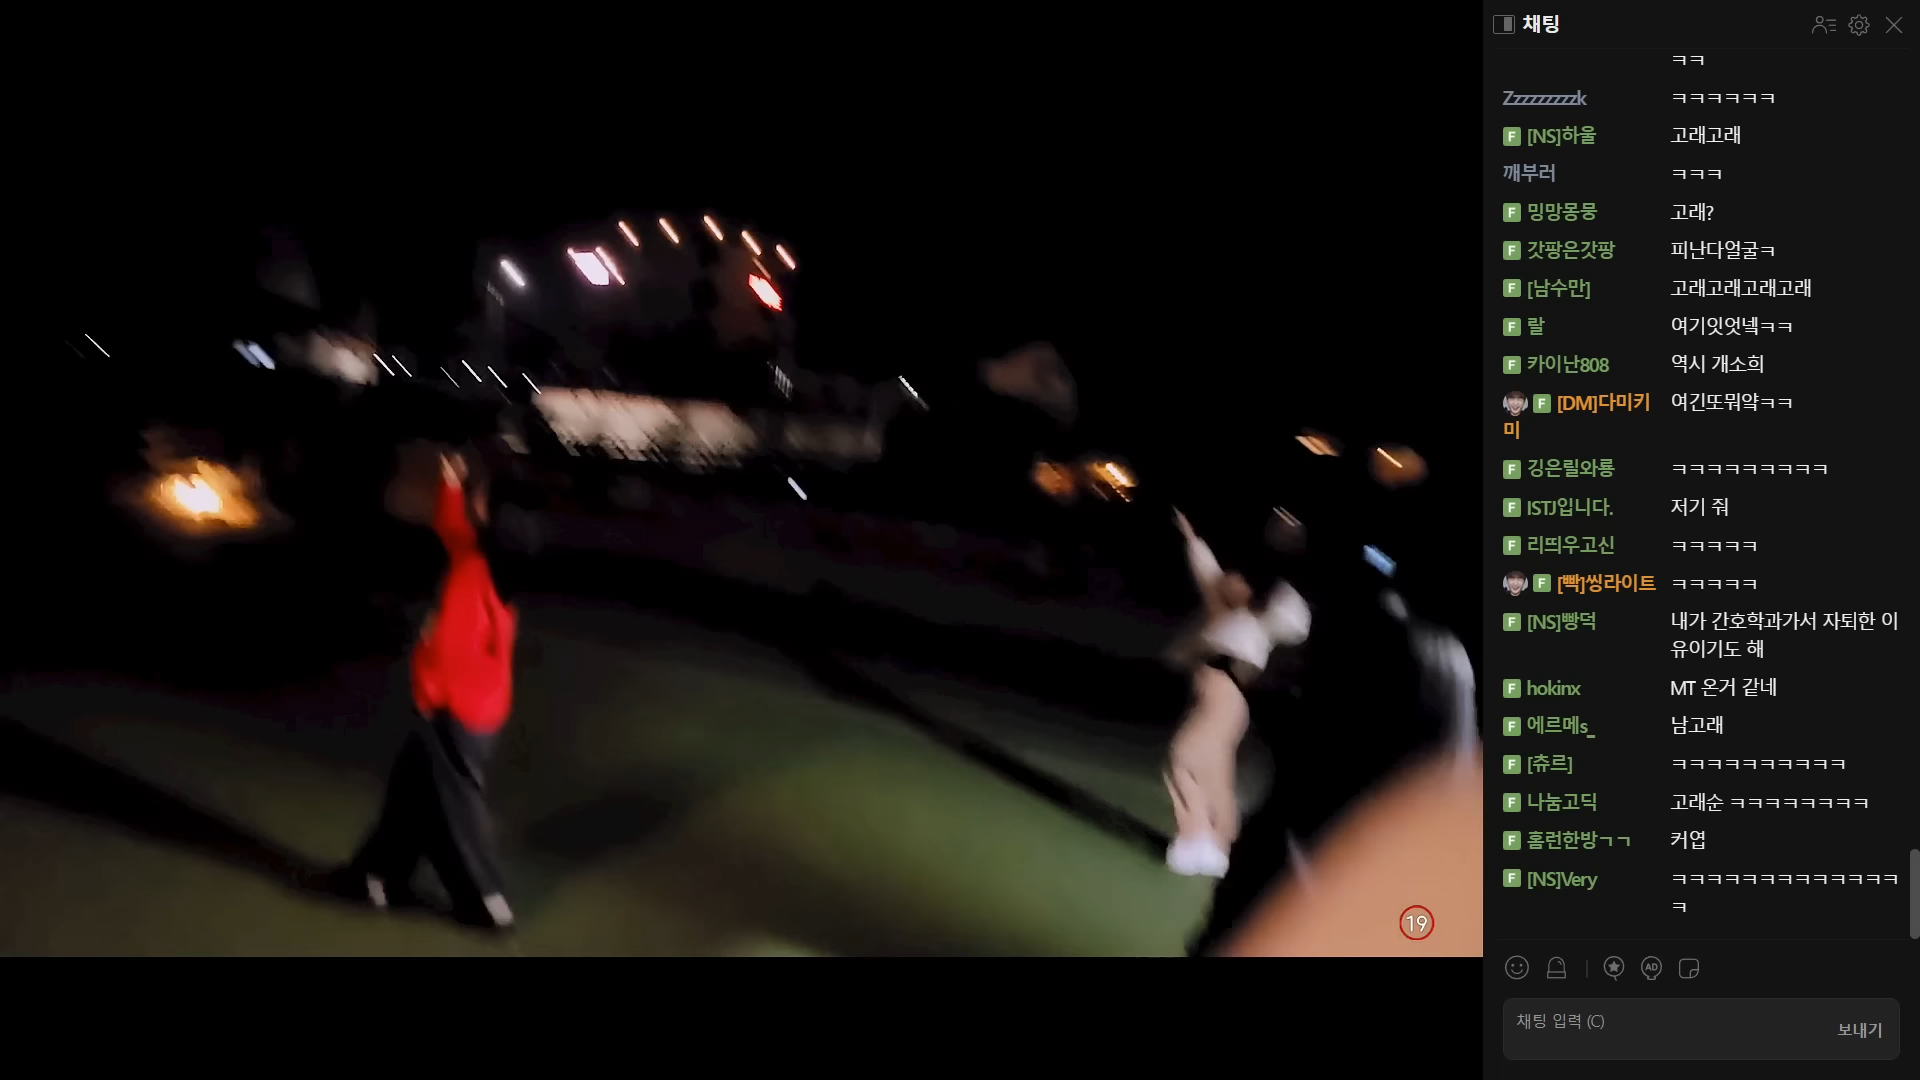 채팅
ㅋㅋ
Zzzzzzzzzk ㅋㅋㅋㅋㅋㅋ
F [NS]하울 고래고래
깨부러 ㅋㅋㅋ
F 밍망몽뭉 고래?
F 갓팡은갓팡 피난다얼굴ㅋ
F [남수만] 고래고래고래고래
F 랄 여기잇엇넼ㅋㅋ
F 카이난808 역시 개소희
F [DM]다미키 여긴또뭐얔ㅋㅋ
미
F 깅은릴와룡 ㅋㅋㅋㅋㅋㅋㅋㅋㅋ
F ISTJ입니다. 저기 줘
F 리띄우고신 ㅋㅋㅋㅋㅋ
F [빡]씽라이트 ㅋㅋㅋㅋㅋ
F [NS]빵덕 내가 간호학과가서 자퇴한 이
유이기도 해
F hokinx MT 온거 같네
F 에르메s_ 남고래
F [츄르] ㅋㅋㅋㅋㅋㅋㅋㅋㅋㅋ
F 나눔고딕 고래순 ㅋㅋㅋㅋㅋㅋㅋㅋ
F 홈런한방ㄱㄱ 커엽
F [NS]Very ㅋㅋㅋㅋㅋㅋㅋㅋㅋㅋㅋㅋㅋ
ㅋ
19
AD
채팅 입력 (C)
보내기